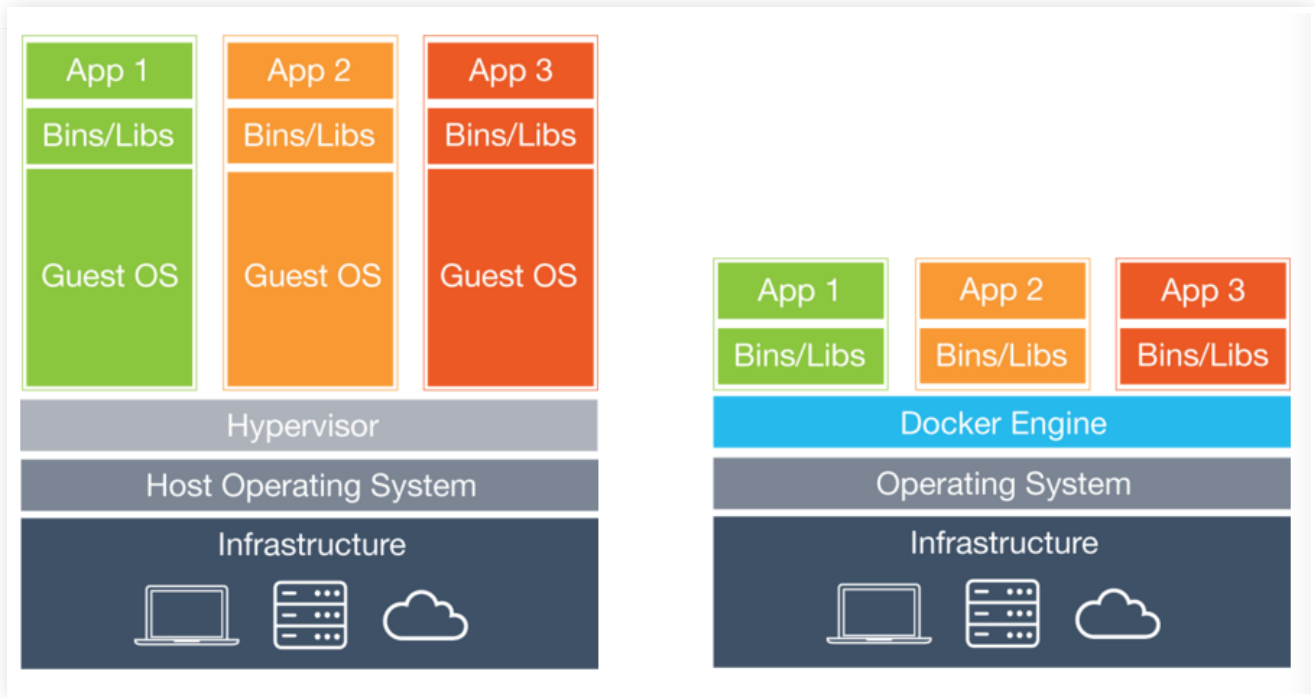 App 1
App 2
App 3
Bins/Libs
Bins/Libs
Bins/Libs
Guest OS
Guest OS
Guest OS
Hypervisor
Host Operating System
Infrastructure
App 1
App 2
App 3
Bins/Libs
Bins/Libs
Bins/Libs
Docker Engine
Operating System
Infrastructure